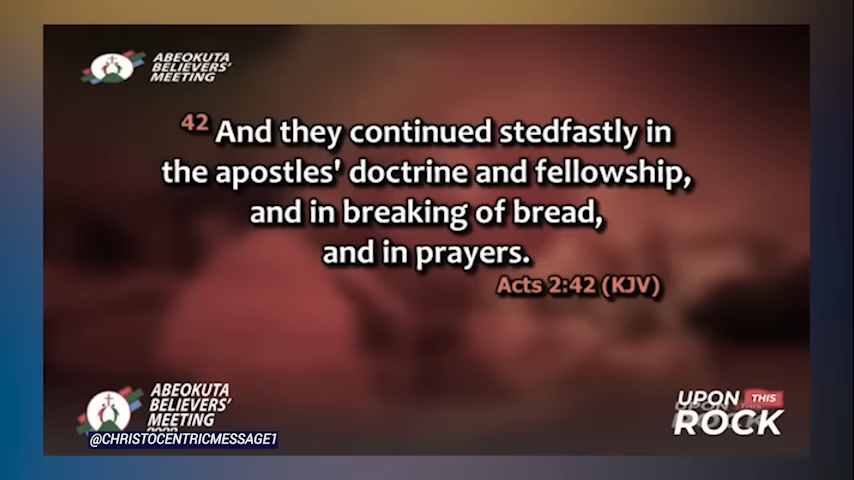 ABEOKUTA
BELIEVERS'
MEETING
42 And they continued stedfastly in
the apostles' doctrine and fellowship,
and in breaking of bread,
and in prayers.
Acts 2:42 (KJV)
ABEOKUTA
BELIEVERS'
MEETING
@CHRISTOCENTRICMESSAGE1
UPON THIS
ROCK